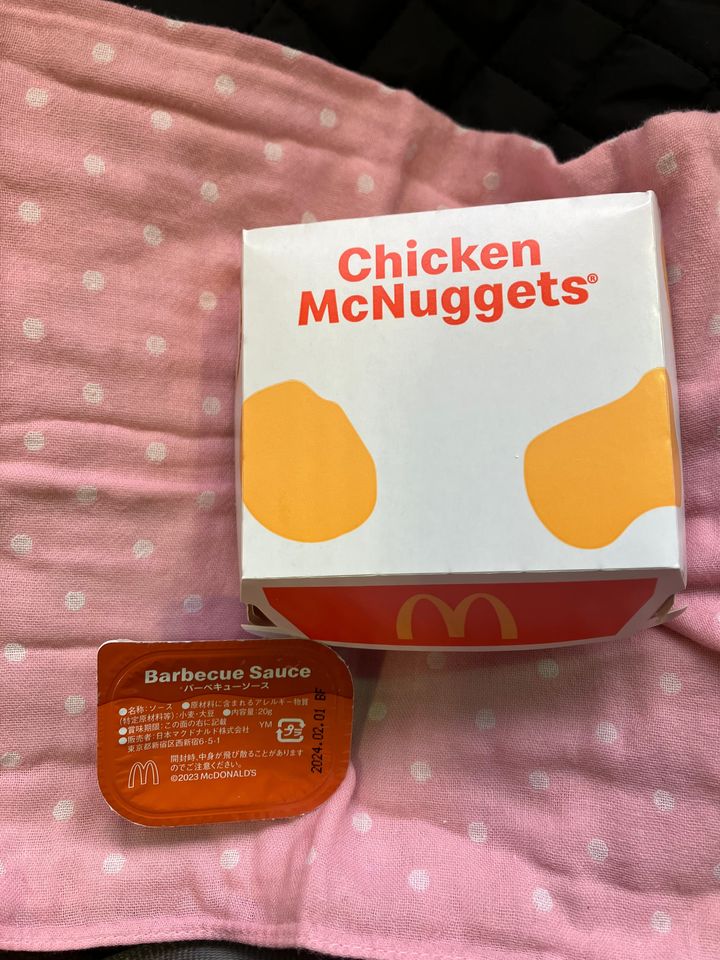 Chicken
McNuggets®
Barbecue Sauce
バーベキューソース
●名称:ソース ●原材料に含まれるアレルギー物質
(特定原材料等):小麦・大豆 ●内容量:20g
●賞味期限:この面の右に記載 YM
●販売者:日本マクドナルド株式会社
東京都新宿区西新宿6-5-1
タミ
開封時、中身が飛び散ることがあります
のでご注意ください。
©2023 McDONALD'S
2024.02.01 BF